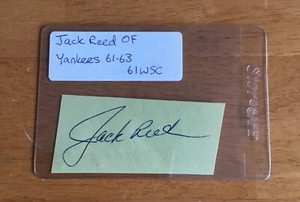 Jack Reed OF
Yankees 61-63
61WSC
Jack Reed